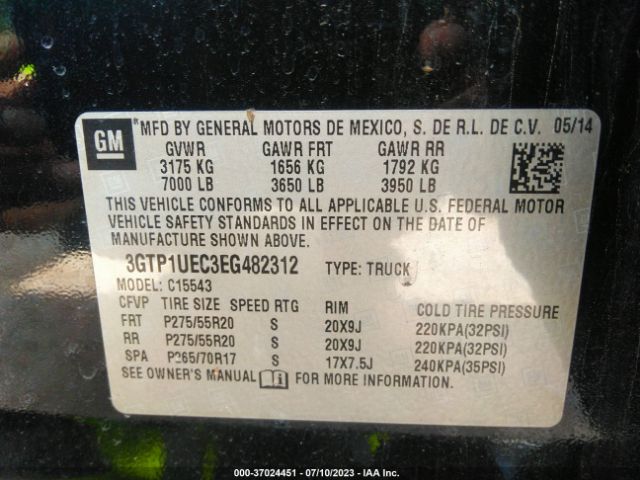 GM ® MFD BY GENERAL MOTORS DE MEXICO, S. DE R.L. DE C.V. 05/14
GVWR GAWR FRT GAWR RR
3175 KG 1656 KG 1792 KG
7000 LB 3650 LB 3950 LB
THIS VEHICLE CONFORMS TO ALL APPLICABLE U.S. FEDERAL MOTOR
VEHICLE SAFETY STANDARDS IN EFFECT ON THE DATE OF
MANUFACTURE SHOWN ABOVE.
3GTP1UEC3EG482312 TYPE: TRUCK
MODEL: C15543
CFVP TIRE SIZE SPEED RTG RIM COLD TIRE PRESSURE
FRT P275/55R20 S 20X9J 220KPA(32PSI)
RR P275/55R20 S 20X9J 220KPA(32PSI)
SPA P265/70R17 S 17X7.5J 240KPA(35PSI)
SEE OWNER'S MANUAL FOR MORE INFORMATION.
000-37024451 - 07/10/2023 - IAA Inc.